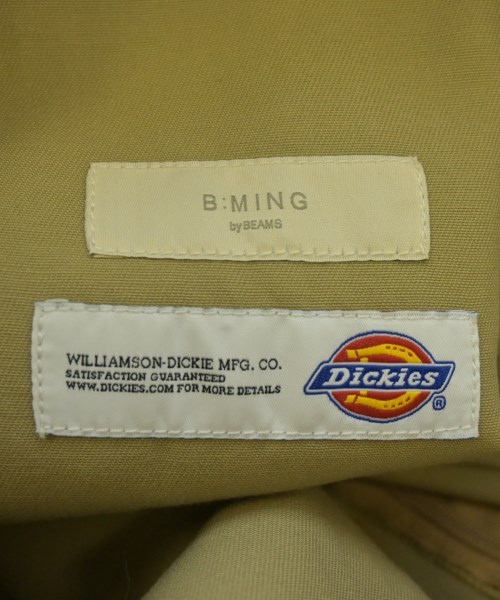 B:MING
by BEAMS
WILLIAMSON-DICKIE MFG. CO.
SATISFACTION GUARANTEED
WWW.DICKIES.COM FOR MORE DETAILS
Dickies
®